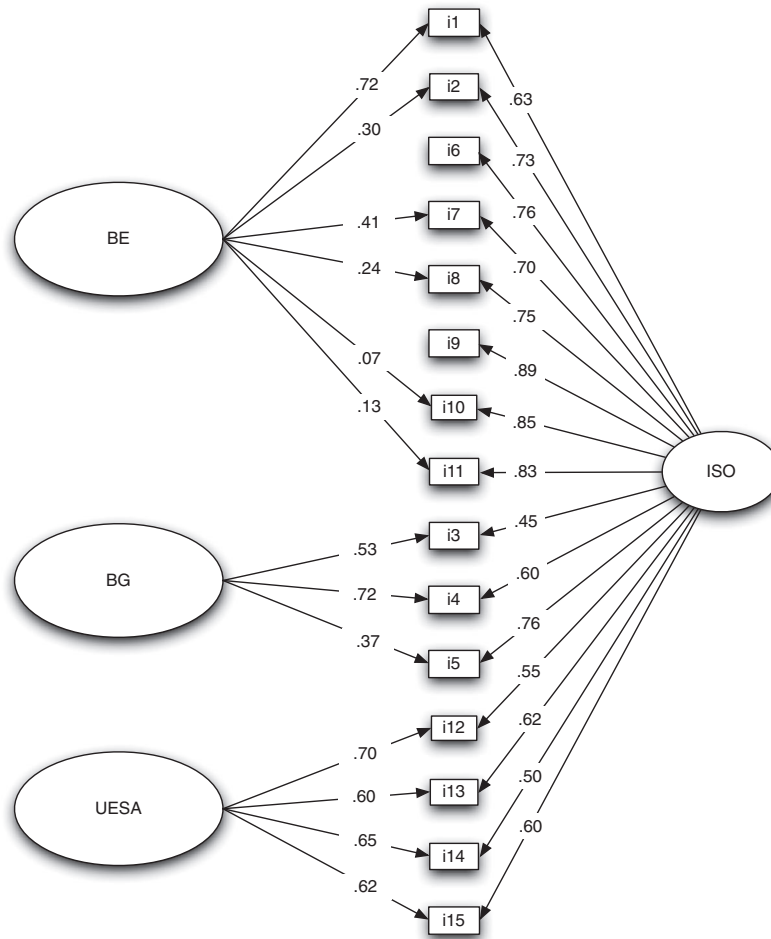 i1
.72
.63
i2
.30
.73
i6
.76
BE
.41
i7
.70
.24
i8
.75
.07
i9
.89
.13
i10
.85
i11
.83
ISO
.53
i3
.45
BG
.72
i4
.60
.37
i5
.76
.55
.70
i12
.62
UESA
.60
i13
.50
.65
i14
.60
.62
i15